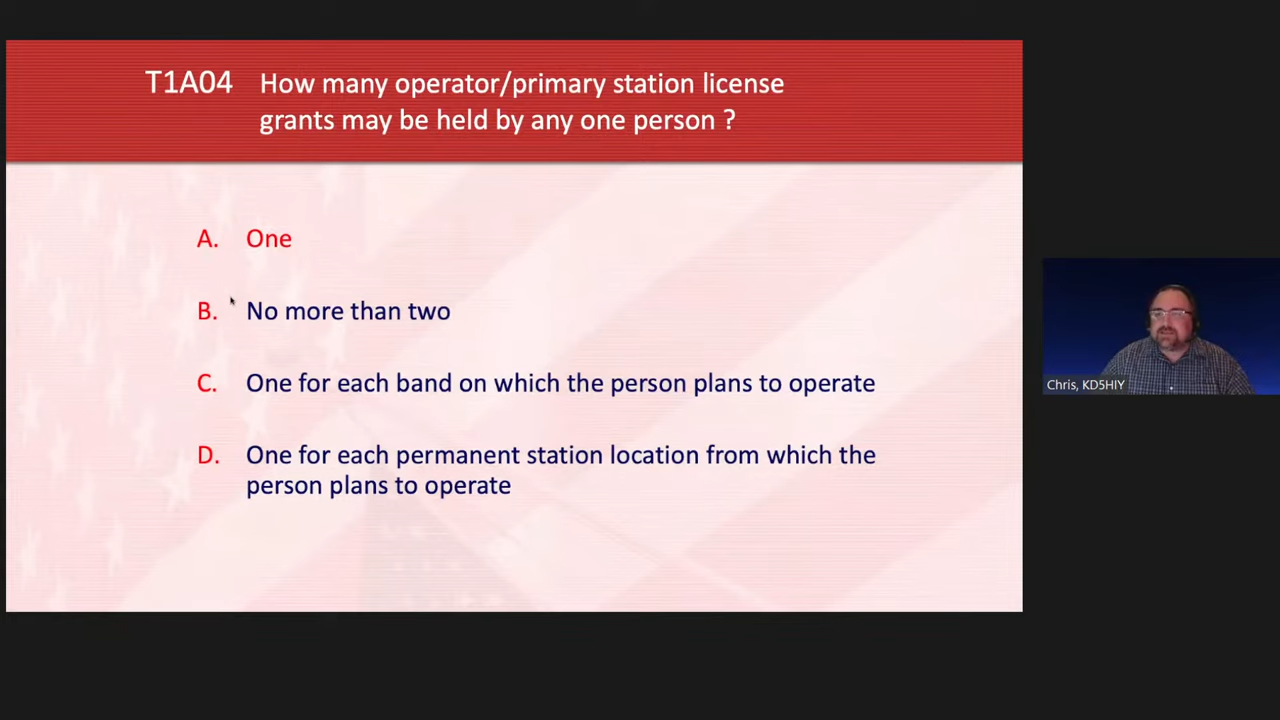 T1A04 How many operator/primary station license
grants may be held by any one person ?
A. One
B. No more than two
C. One for each band on which the person plans to operate
D. One for each permanent station location from which the
person plans to operate
Chris, KD5HIY